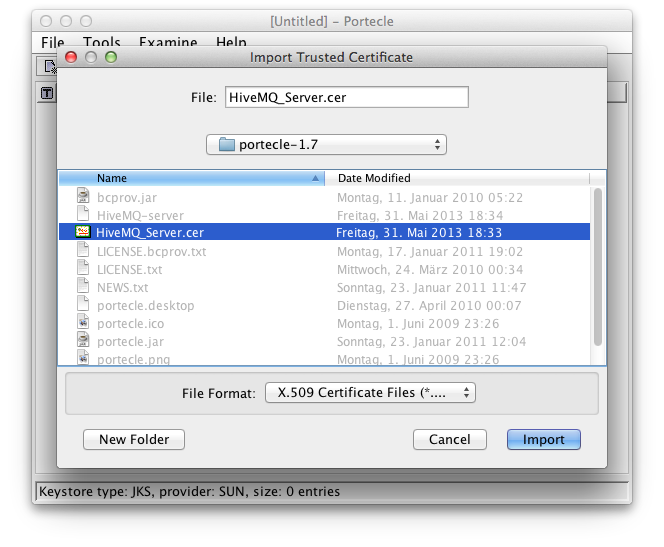 [Untitled] – Portecle
File Tools Examine Help
Import Trusted Certificate
File: HiveMQ_Server.cer
portecle-1.7
T
Name Date Modified
bcprov.jar Montag, 11. Januar 2010 05:22
HiveMQ-server Freitag, 31. Mai 2013 18:34
HiveMQ_Server.cer Freitag, 31. Mai 2013 18:33
LICENSE.bcprov.txt Montag, 17. Januar 2011 19:02
LICENSE.txt Mittwoch, 24. März 2010 00:34
NEWS.txt Sonntag, 23. Januar 2011 11:47
portecle.desktop Dienstag, 27. April 2010 00:07
portecle.ico Montag, 1. Juni 2009 23:26
portecle.jar Sonntag, 23. Januar 2011 12:04
portecle.png Montag, 1. Juni 2009 23:26
File Format: X.509 Certificate Files (*....
New Folder Cancel Import
Keystore type: JKS, provider: SUN, size: 0 entries